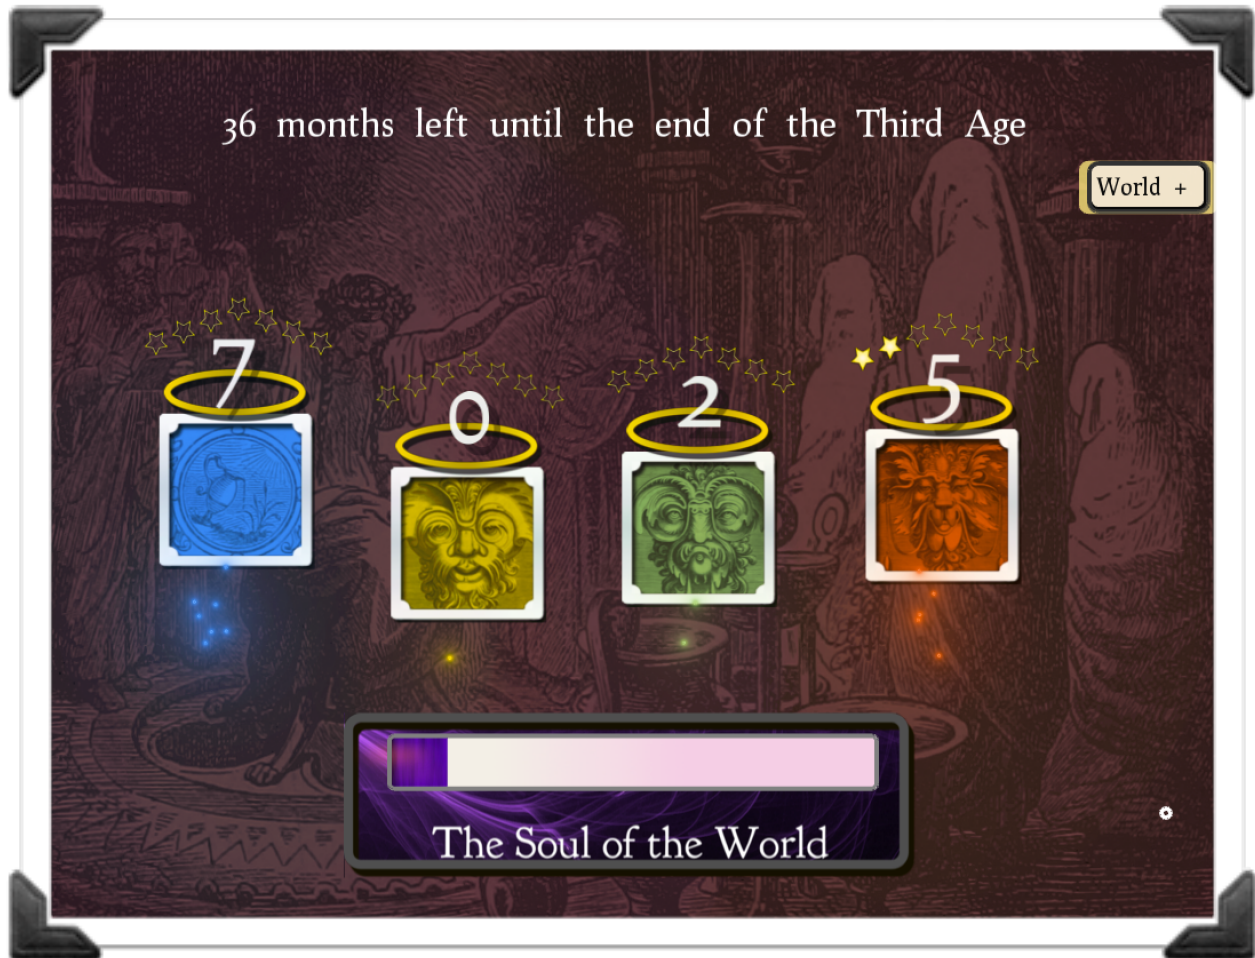 36 months left until the end of the Third Age
World +
7
0
2
5
The Soul of the World